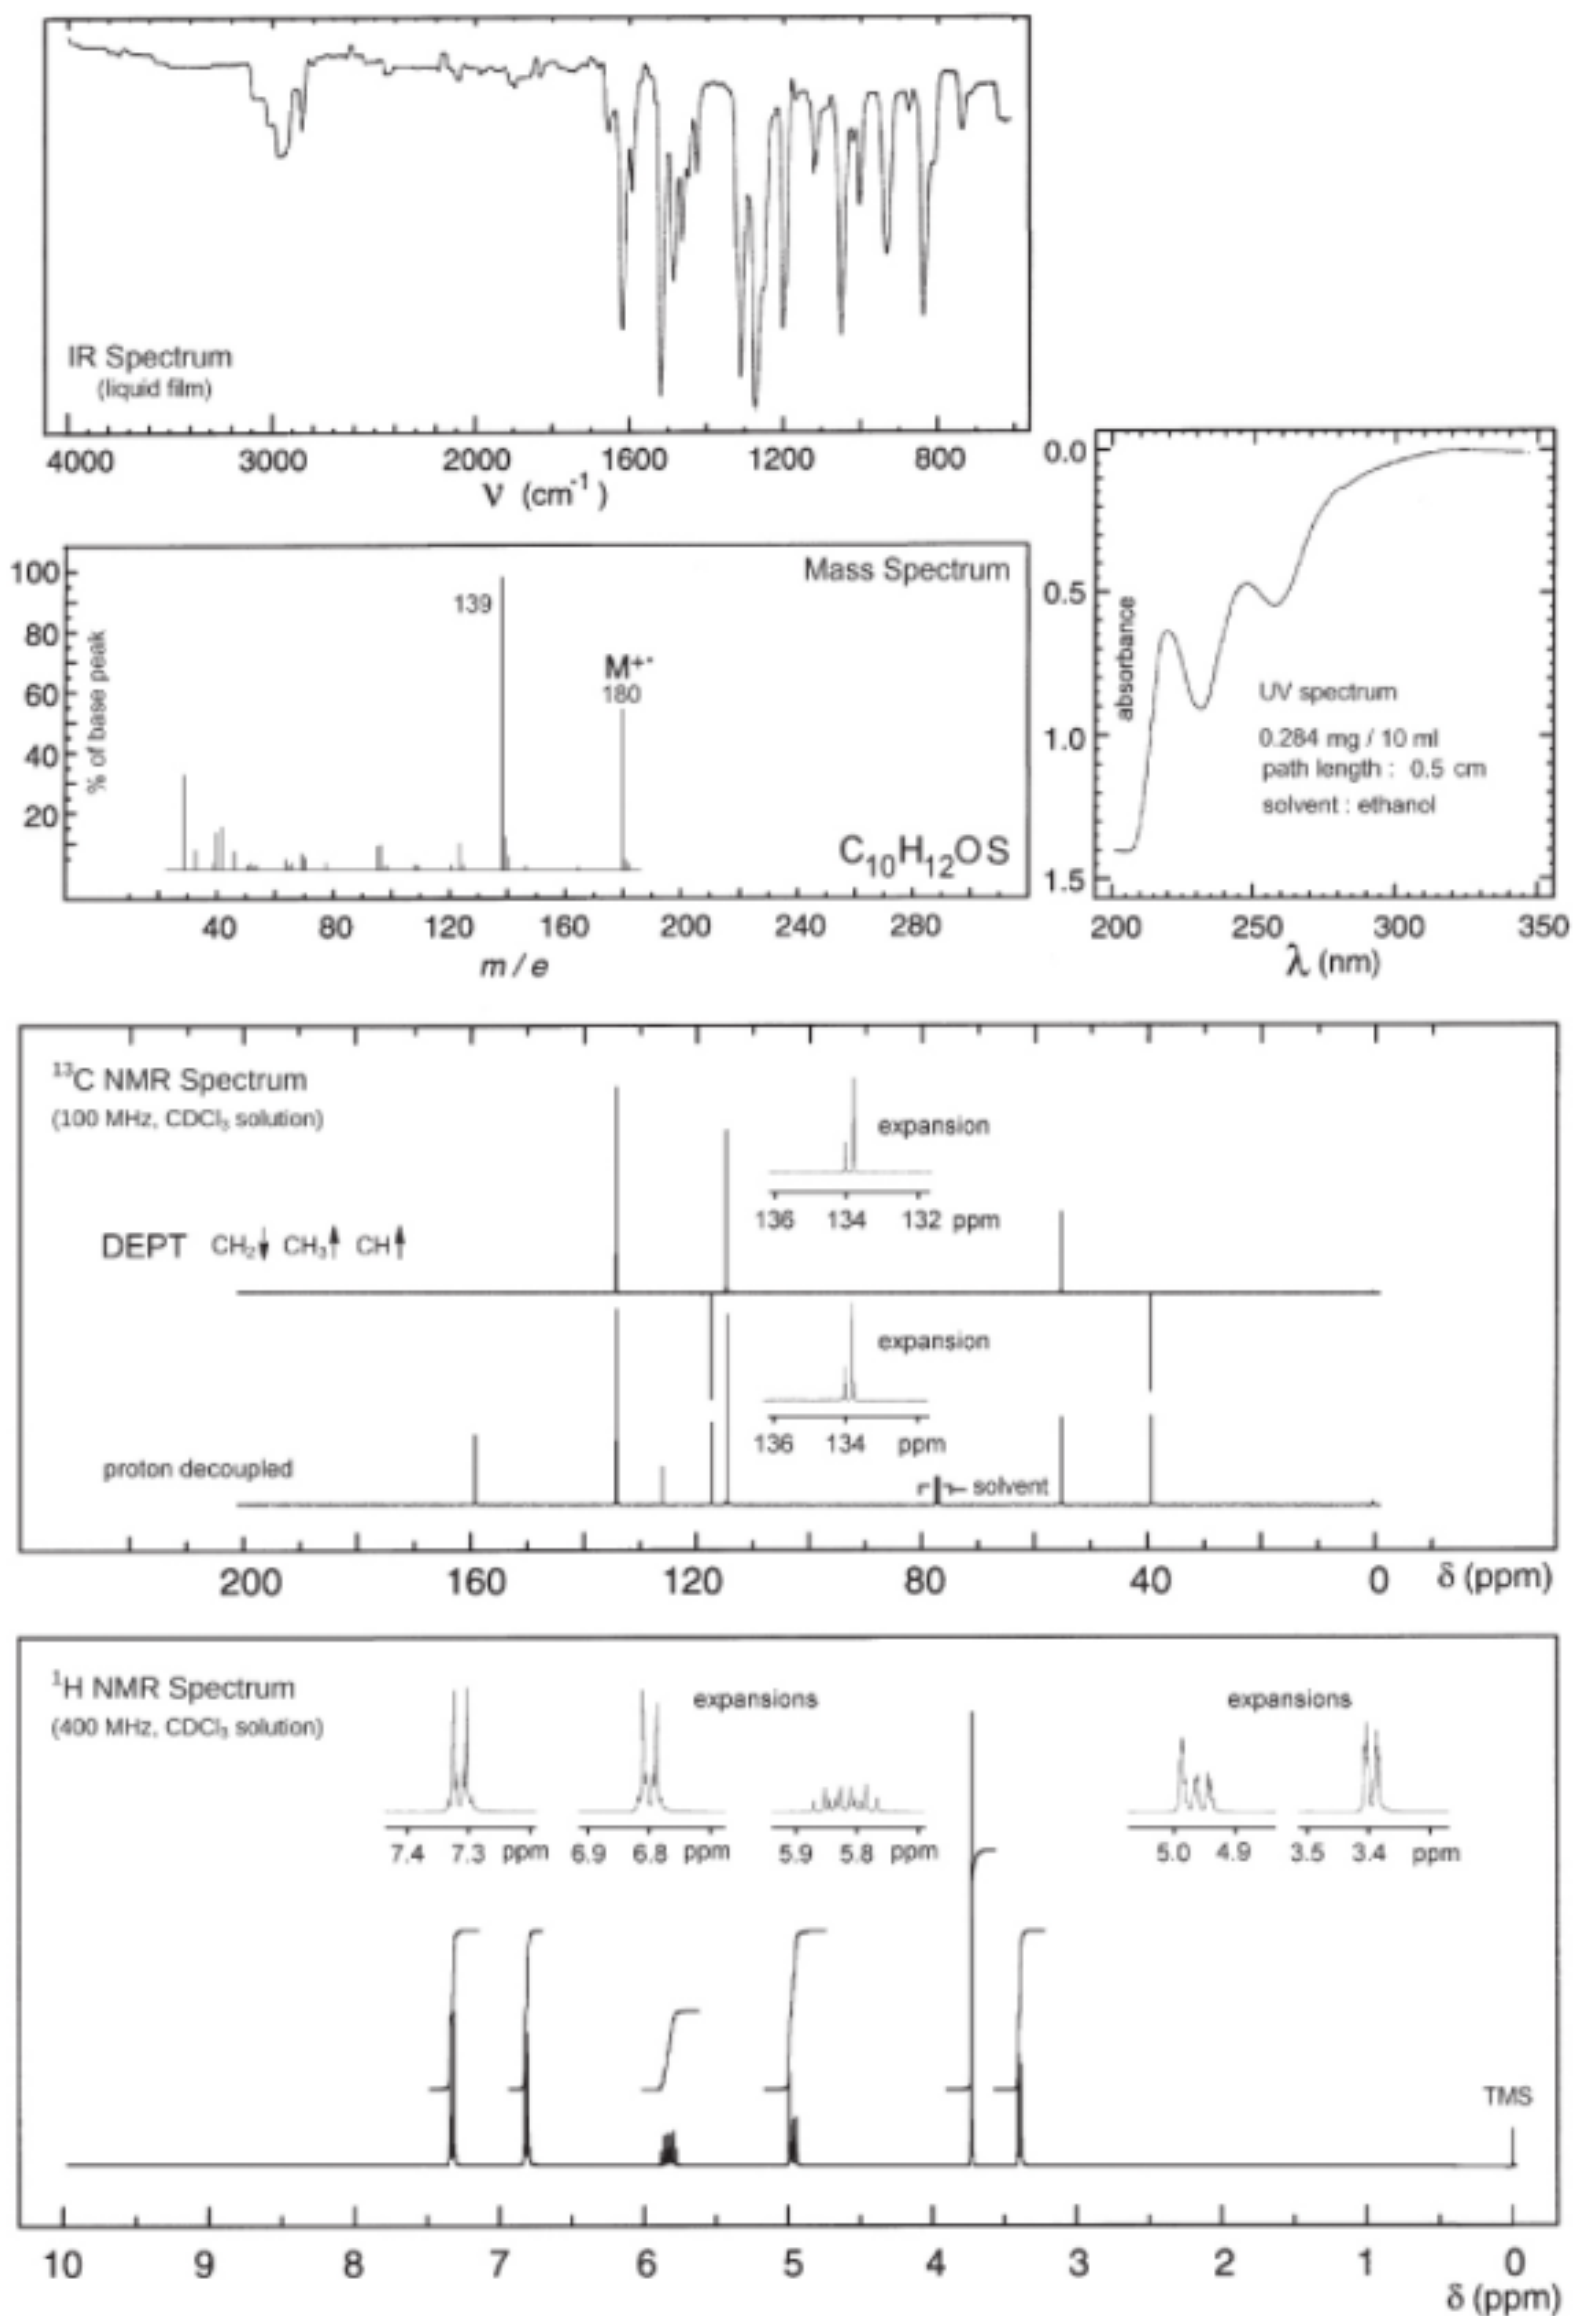 IR Spectrum
(liquid film)
4000 3000 2000 1600 1200 800
ν (cm-1)
Mass Spectrum
100
80
60
40
20
% of base peak
139
M+·
180
C10H12OS
40 80 120 160 200 240 280
m / e
0.0
0.5
1.0
1.5
absorbance
UV spectrum
0.284 mg / 10 ml
path length : 0.5 cm
solvent : ethanol
200 250 300 350
λ (nm)
13C NMR Spectrum
(100 MHz, CDCl3 solution)
expansion
136 134 132 ppm
DEPT CH2↓ CH3↑ CH↑
expansion
136 134 ppm
proton decoupled
solvent
200 160 120 80 40 0 δ (ppm)
1H NMR Spectrum
(400 MHz, CDCl3 solution)
expansions
expansions
7.4 7.3 ppm
6.9 6.8 ppm
5.9 5.8 ppm
5.0 4.9
3.5 3.4 ppm
TMS
10 9 8 7 6 5 4 3 2 1 0
δ (ppm)